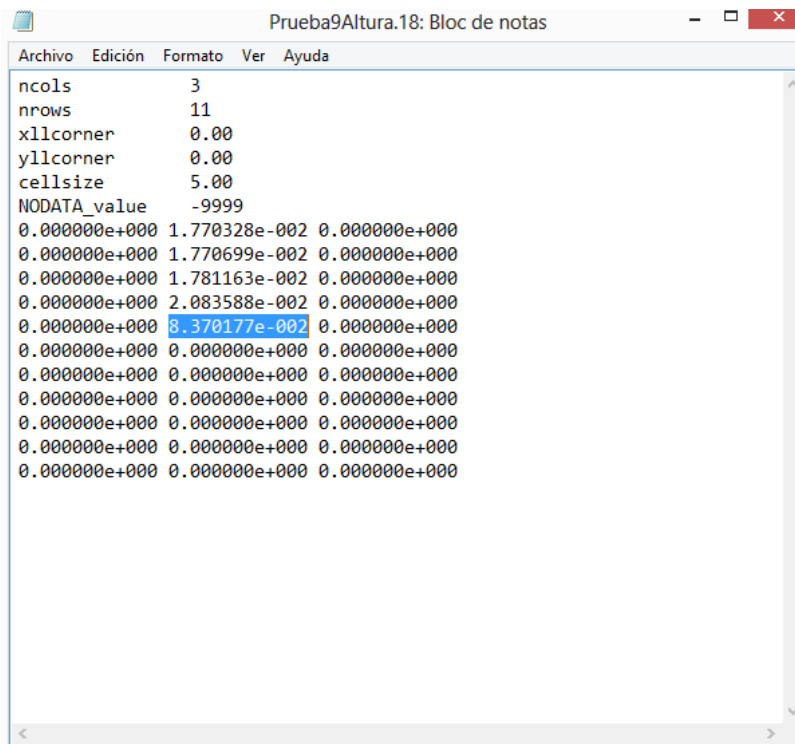 Prueba9Altura.18: Bloc de notas
Archivo Edición Formato Ver Ayuda
ncols 3
nrows 11
xllcorner 0.00
yllcorner 0.00
cellsize 5.00
NODATA_value -9999
0.000000e+000 1.770328e-002 0.000000e+000
0.000000e+000 1.770699e-002 0.000000e+000
0.000000e+000 1.781163e-002 0.000000e+000
0.000000e+000 2.083588e-002 0.000000e+000
0.000000e+000 8.370177e-002 0.000000e+000
0.000000e+000 0.000000e+000 0.000000e+000
0.000000e+000 0.000000e+000 0.000000e+000
0.000000e+000 0.000000e+000 0.000000e+000
0.000000e+000 0.000000e+000 0.000000e+000
0.000000e+000 0.000000e+000 0.000000e+000
0.000000e+000 0.000000e+000 0.000000e+000